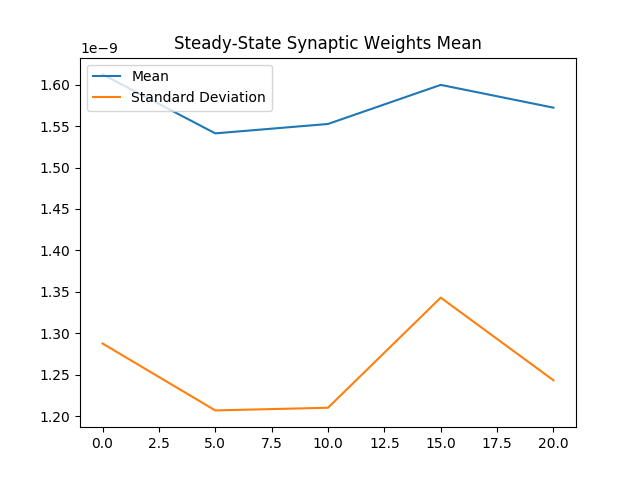 Steady-State Synaptic Weights Mean
1e−9
Mean
Standard Deviation
1.60
1.55
1.50
1.45
1.40
1.35
1.30
1.25
1.20
0.0 2.5 5.0 7.5 10.0 12.5 15.0 17.5 20.0